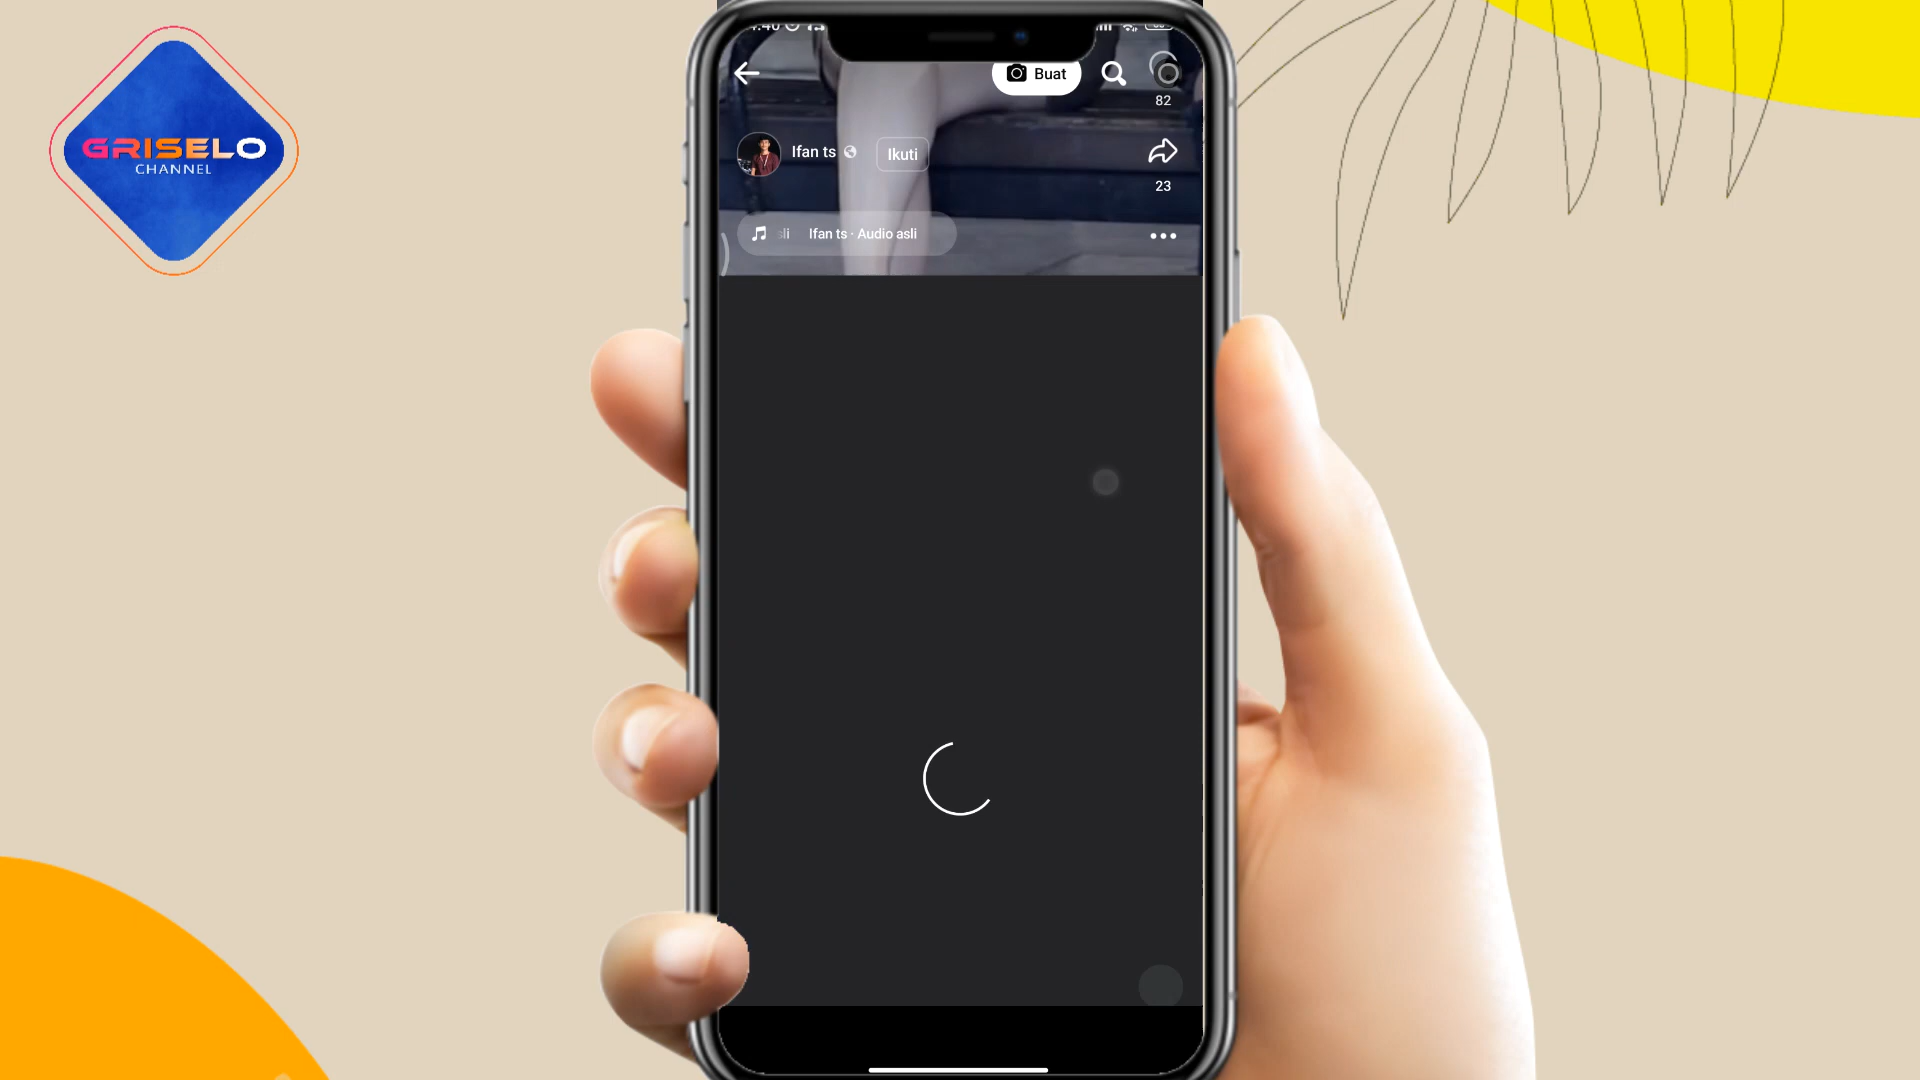 GRISELO
CHANNEL
Buat
82
Ifan ts
Ikuti
23
Ifan ts · Audio asli